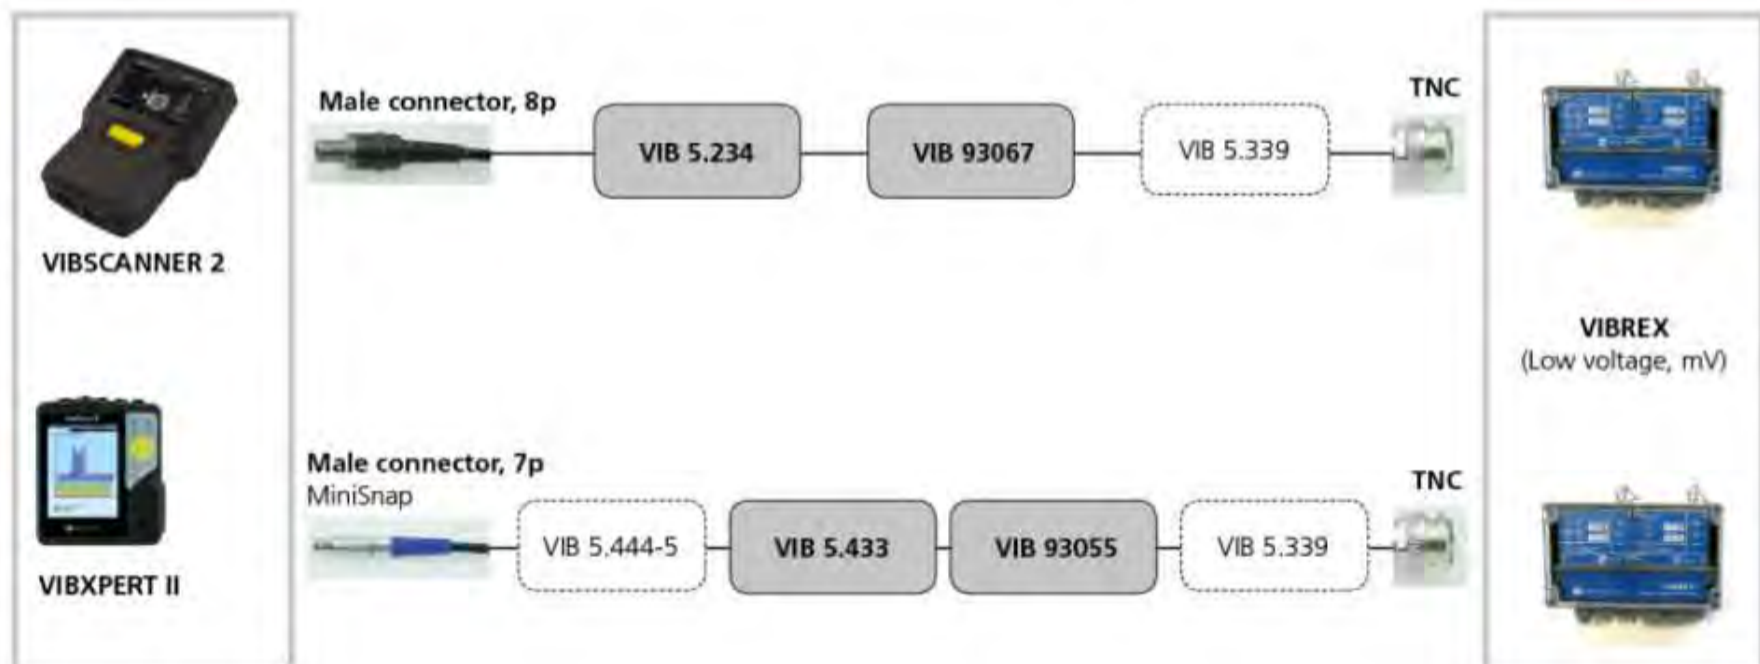 Male connector, 8p
TNC
VIB 5.234
VIB 93067
VIB 5.339
VIBSCANNER 2
VIBREX
(Low voltage, mV)
Male connector, 7p
MiniSnap
TNC
VIB 5.444-5
VIB 5.433
VIB 93055
VIB 5.339
VIBXPERT II